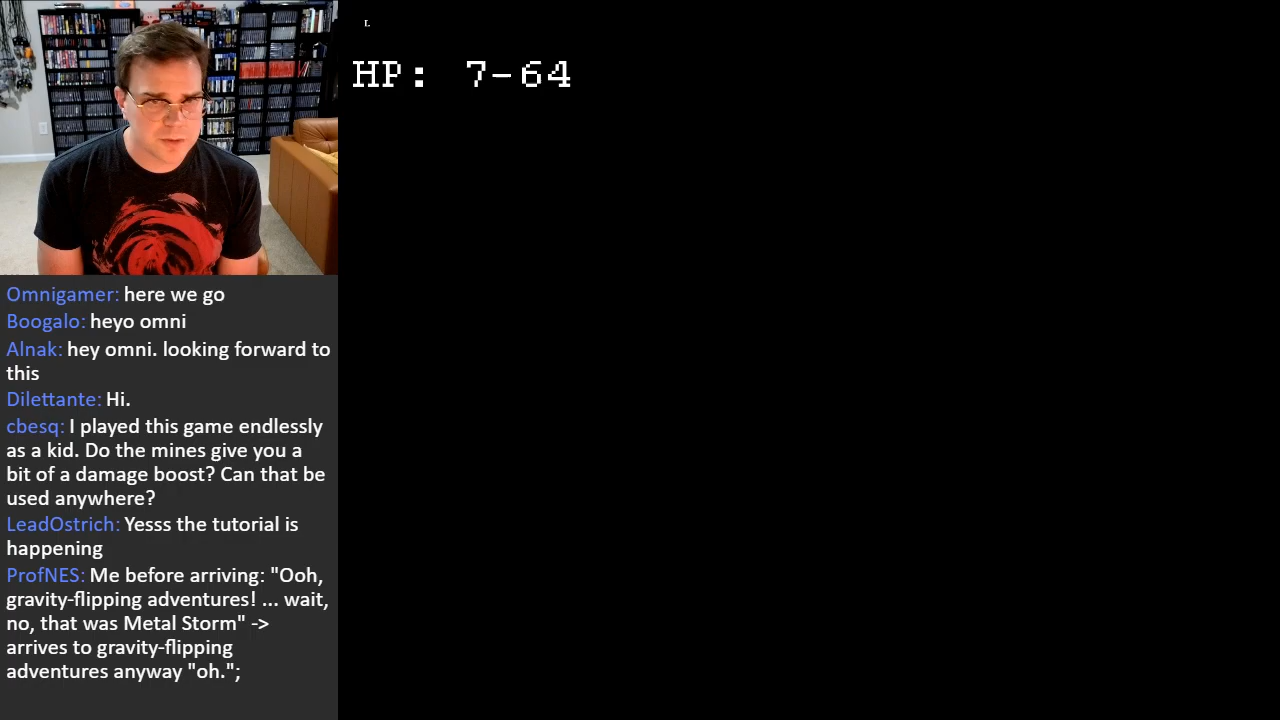 L
HP: 7-64
Omnigamer: here we go
Boogalo: heyo omni
Alnak: hey omni. looking forward to
this
Dilettante: Hi.
cbesq: I played this game endlessly
as a kid. Do the mines give you a
bit of a damage boost? Can that be
used anywhere?
LeadOstrich: Yesss the tutorial is
happening
ProfNES: Me before arriving: "Ooh,
gravity-flipping adventures! ... wait,
no, that was Metal Storm" ->
arrives to gravity-flipping
adventures anyway "oh.";